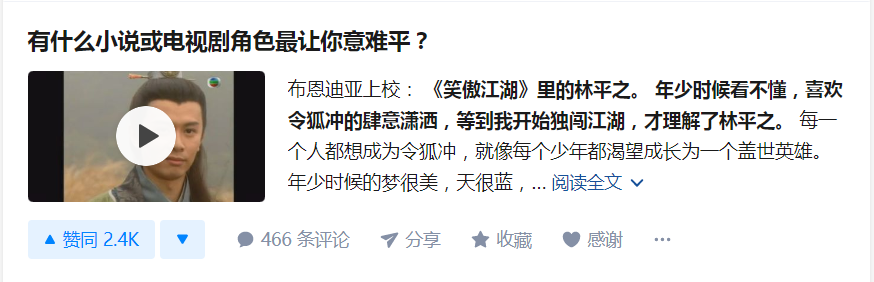 有什么小说或电视剧角色最让你意难平？
布恩迪亚上校：《笑傲江湖》里的林平之。 年少时候看不懂，喜欢
令狐冲的肆意潇洒，等到我开始独闯江湖，才理解了林平之。 每一
个人都想成为令狐冲，就像每个少年都渴望成长为一个盖世英雄。
年少时候的梦很美，天很蓝，... 阅读全文
赞同 2.4K 466 条评论 分享 收藏 感谢 ···